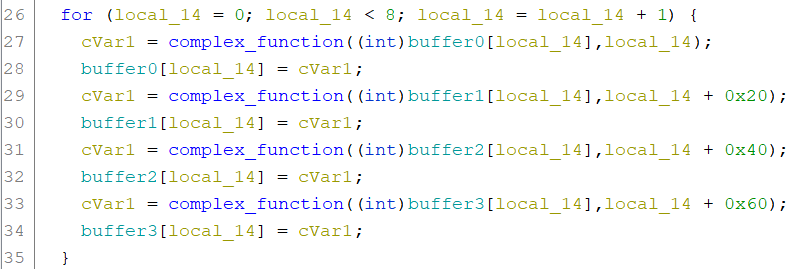 26 for (local_14 = 0; local_14 < 8; local_14 = local_14 + 1) {
27 cVar1 = complex_function((int)buffer0[local_14],local_14);
28 buffer0[local_14] = cVar1;
29 cVar1 = complex_function((int)buffer1[local_14],local_14 + 0x20);
30 buffer1[local_14] = cVar1;
31 cVar1 = complex_function((int)buffer2[local_14],local_14 + 0x40);
32 buffer2[local_14] = cVar1;
33 cVar1 = complex_function((int)buffer3[local_14],local_14 + 0x60);
34 buffer3[local_14] = cVar1;
35 }